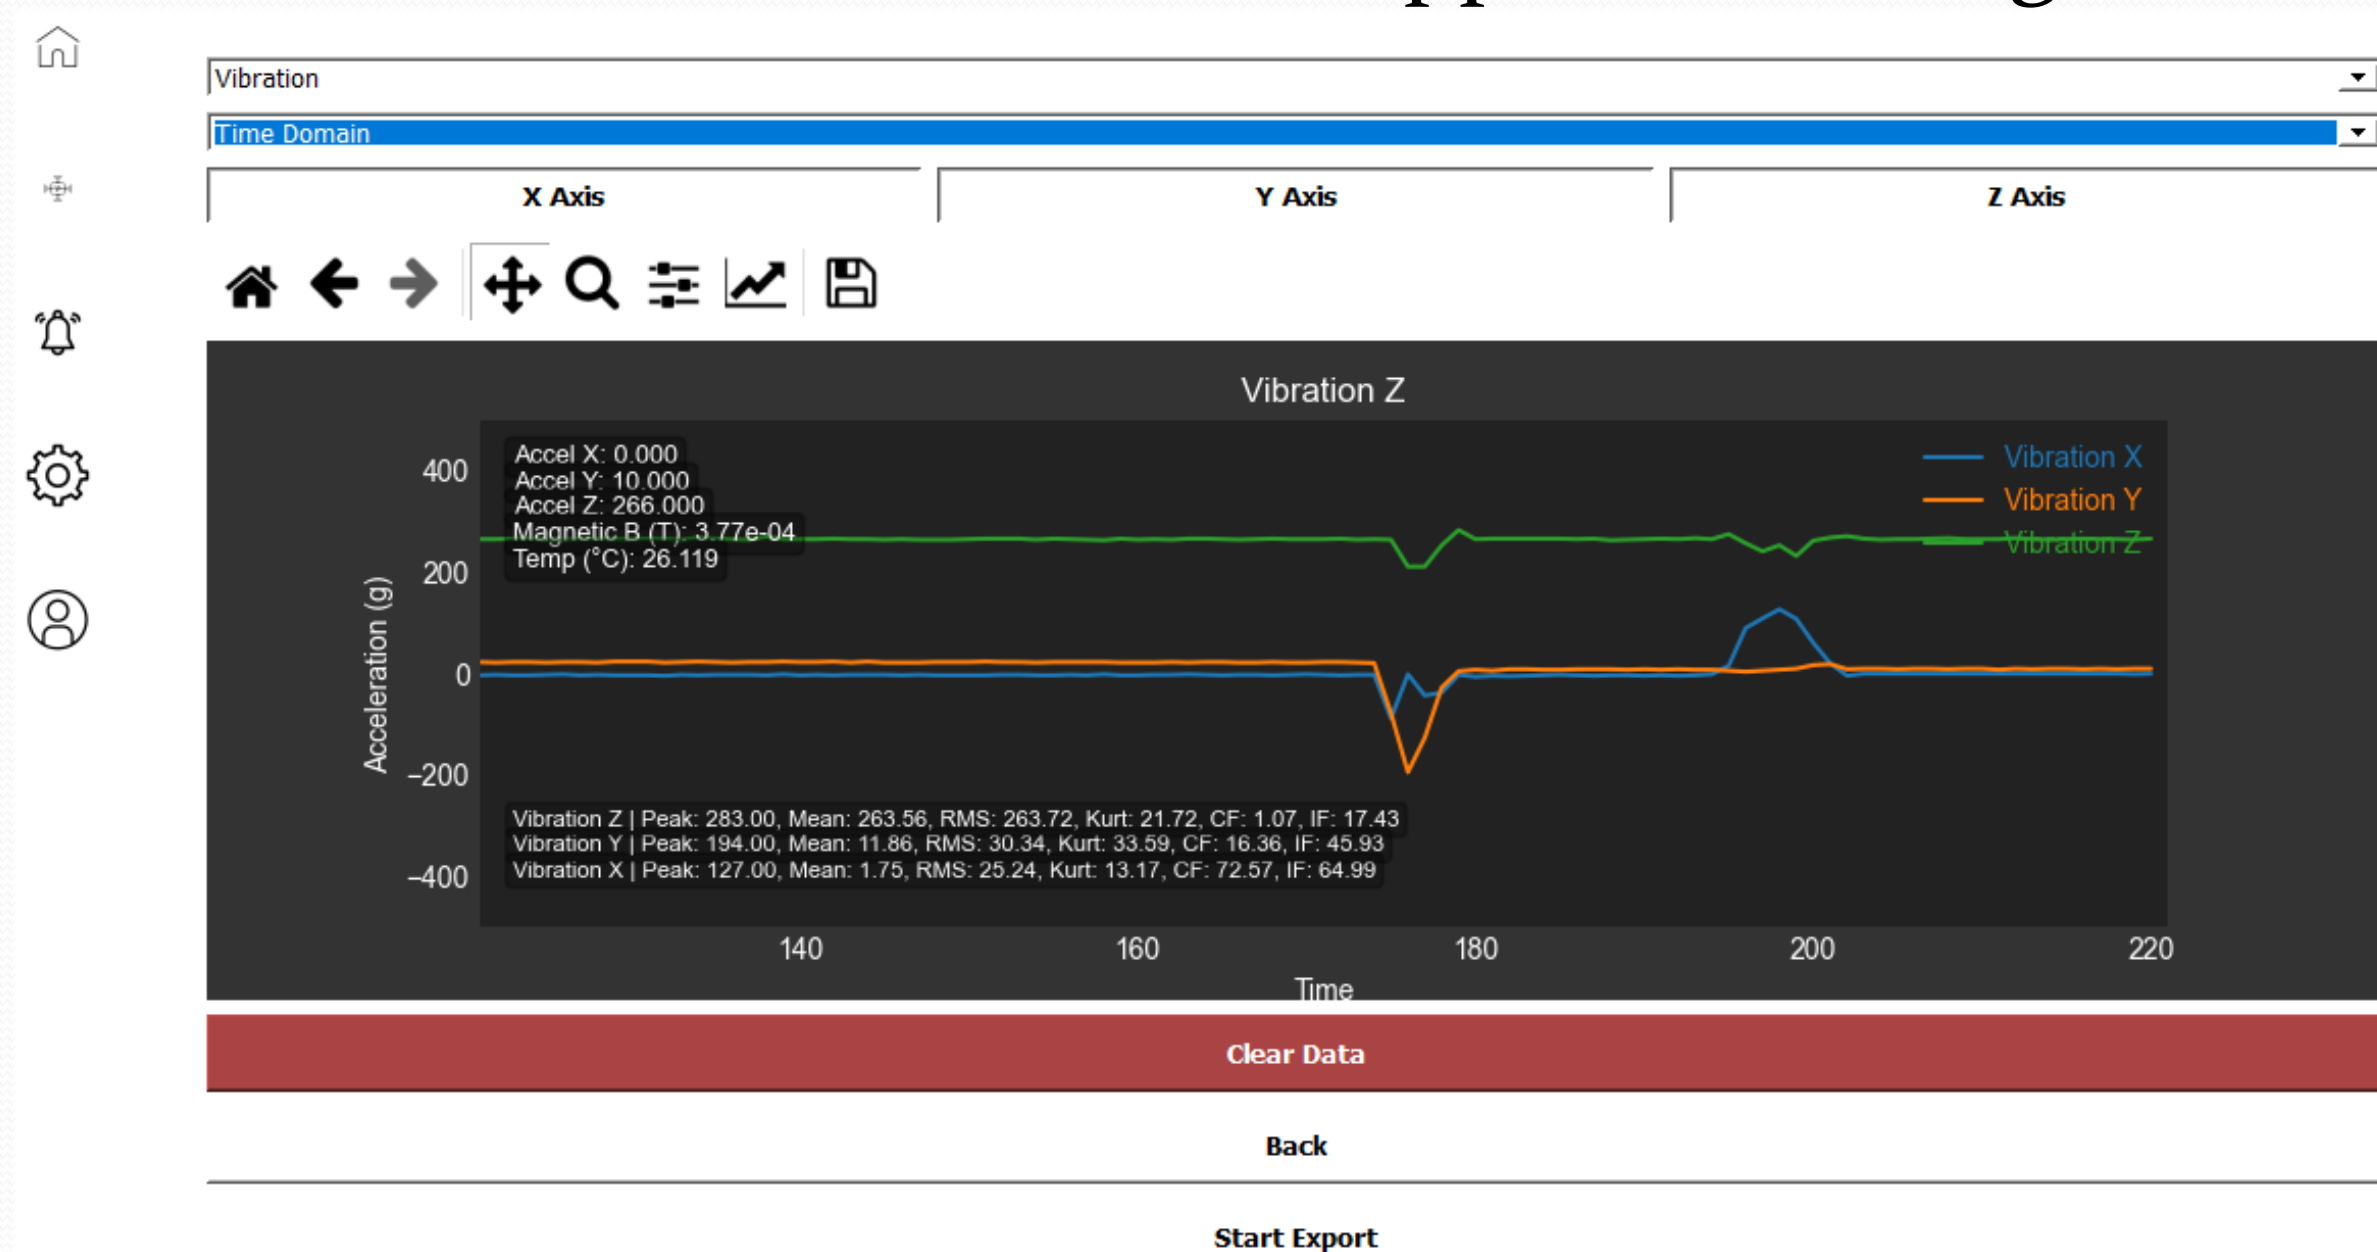 Vibration
Time Domain
X Axis Y Axis Z Axis
Vibration Z
Accel X: 0.000
Accel Y: 10.000
Accel Z: 266.000
Magnetic B (T): 3.77e-04
Temp (°C): 26.119
Vibration X
Vibration Y
Vibration Z
400
200
0
−200
−400
Acceleration (g)
Vibration Z | Peak: 283.00, Mean: 263.56, RMS: 263.72, Kurt: 21.72, CF: 1.07, IF: 17.43
Vibration Y | Peak: 194.00, Mean: 11.86, RMS: 30.34, Kurt: 33.59, CF: 16.36, IF: 45.93
Vibration X | Peak: 127.00, Mean: 1.75, RMS: 25.24, Kurt: 13.17, CF: 72.57, IF: 64.99
140 160 180 200 220
Time
Clear Data
Back
Start Export